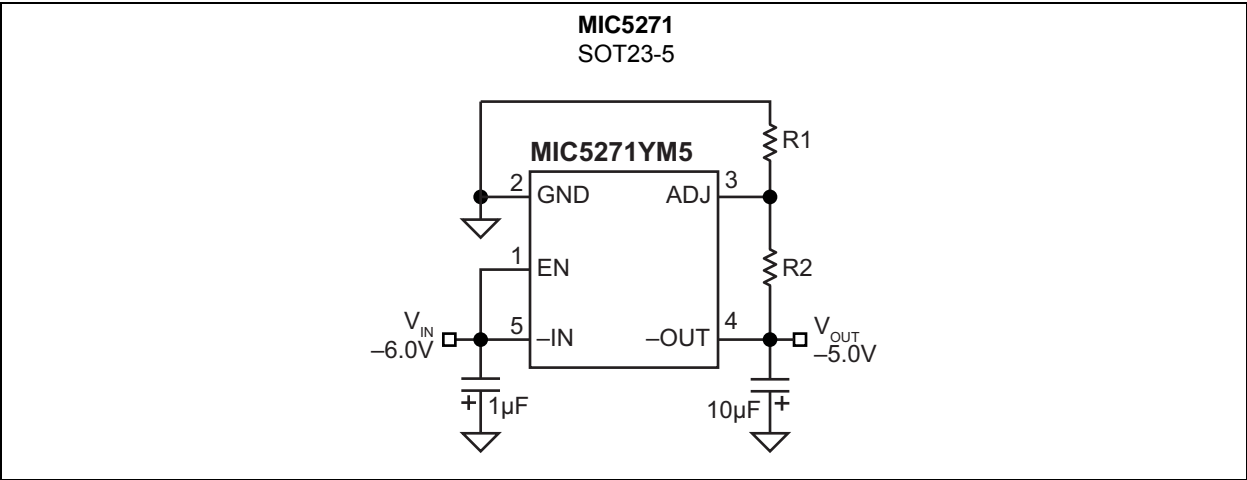 MIC5271
SOT23-5
R1
MIC5271YM5
2
GND
ADJ
3
1
EN
R2
V_IN
–6.0V
5
–IN
–OUT
4
V_OUT
–5.0V
+
1µF
10µF
+